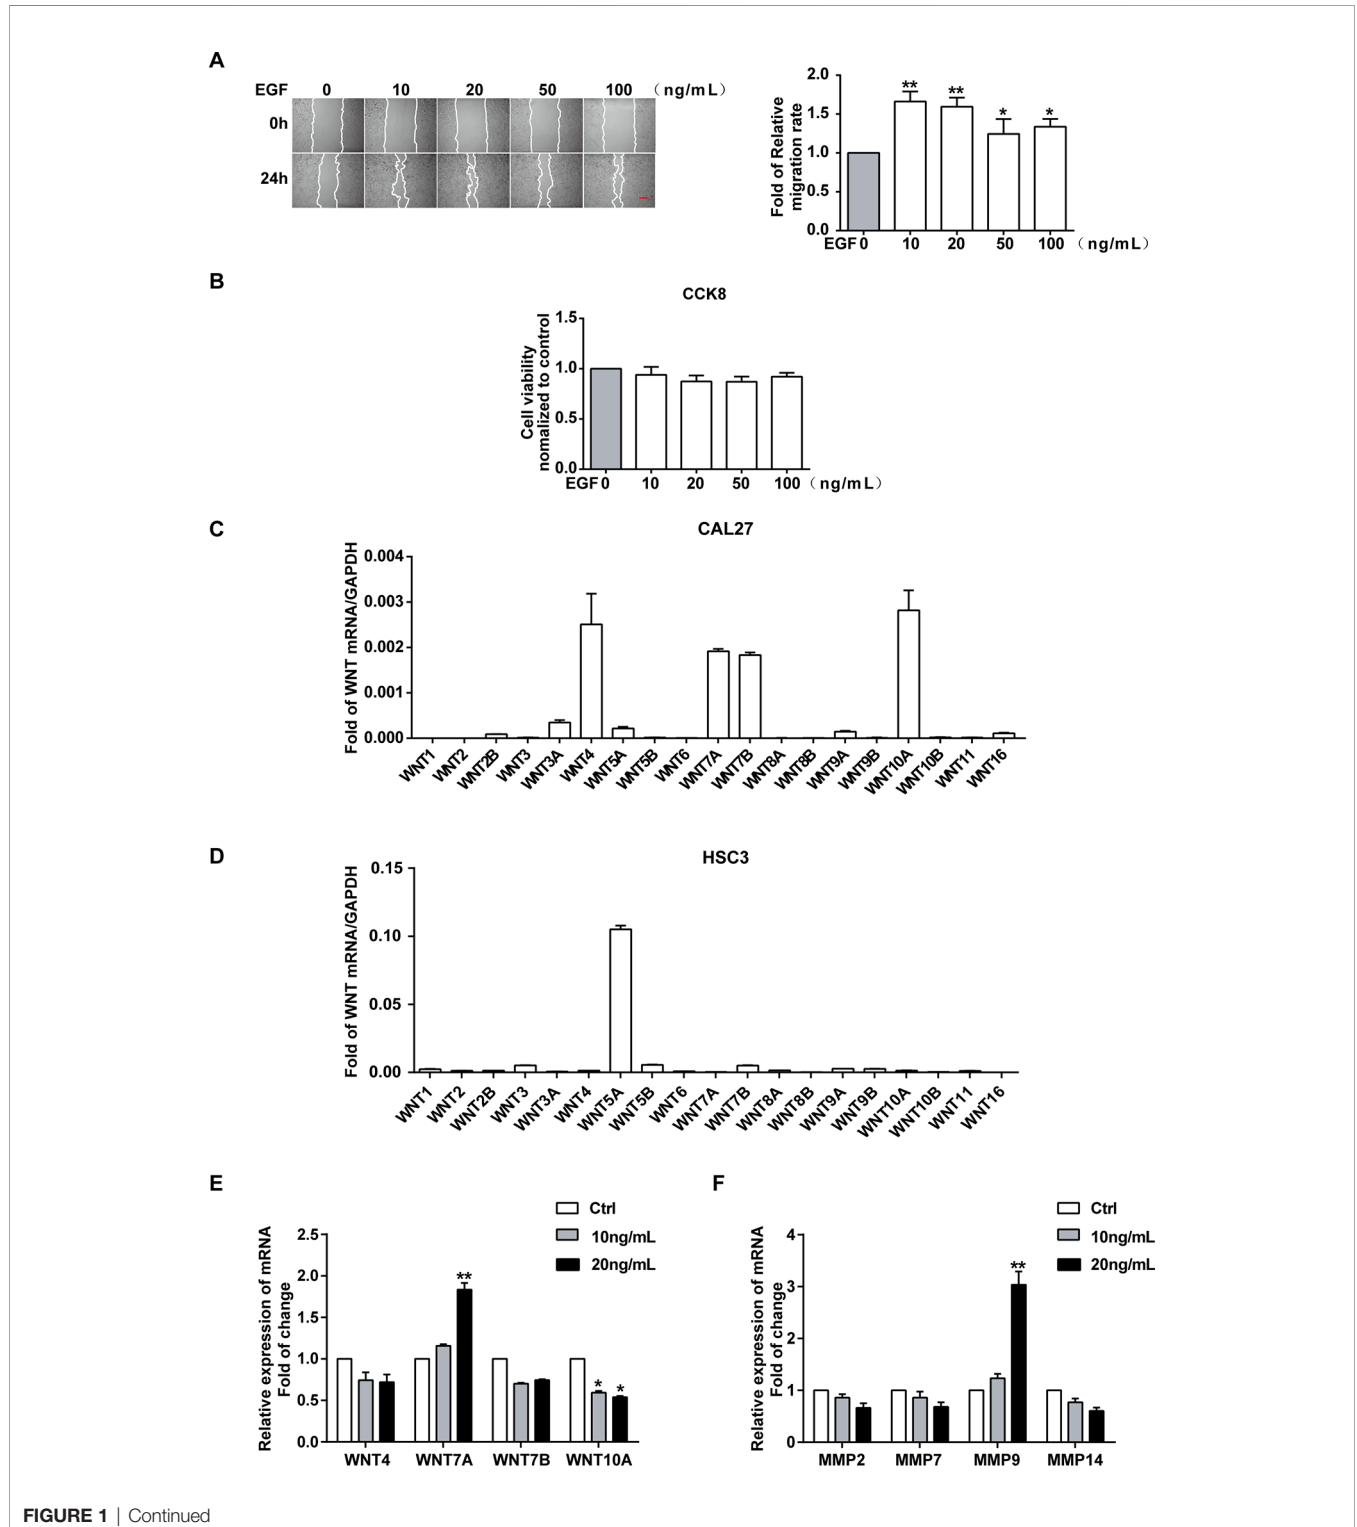 A
EGF 0 10 20 50 100 (ng/mL)
0h
24h
Fold of Relative
migration rate
2.0
1.5
1.0
0.5
0.0
** ** * *
EGF 0 10 20 50 100 (ng/mL)
B
CCK8
Cell viability
nomalized to control
1.5
1.0
0.5
0.0
EGF 0 10 20 50 100 (ng/mL)
C
CAL27
Fold of WNT mRNA/GAPDH
0.004
0.003
0.002
0.001
0.000
WNT1 WNT2 WNT2B WNT3 WNT3A WNT4 WNT5A WNT5B WNT6 WNT7A WNT7B WNT8A WNT8B WNT9A WNT9B WNT10A WNT10B WNT11 WNT16
D
HSC3
Fold of WNT mRNA/GAPDH
0.15
0.10
0.05
0.00
WNT1 WNT2 WNT2B WNT3 WNT3A WNT4 WNT5A WNT5B WNT6 WNT7A WNT7B WNT8A WNT8B WNT9A WNT9B WNT10A WNT10B WNT11 WNT16
E
Ctrl
10ng/mL
20ng/mL
Relative expression of mRNA
Fold of change
2.5
2.0
1.5
1.0
0.5
0.0
**
* *
WNT4 WNT7A WNT7B WNT10A
F
Ctrl
10ng/mL
20ng/mL
Relative expression of mRNA
Fold of change
4
3
2
1
0
**
MMP2 MMP7 MMP9 MMP14
FIGURE 1 | Continued